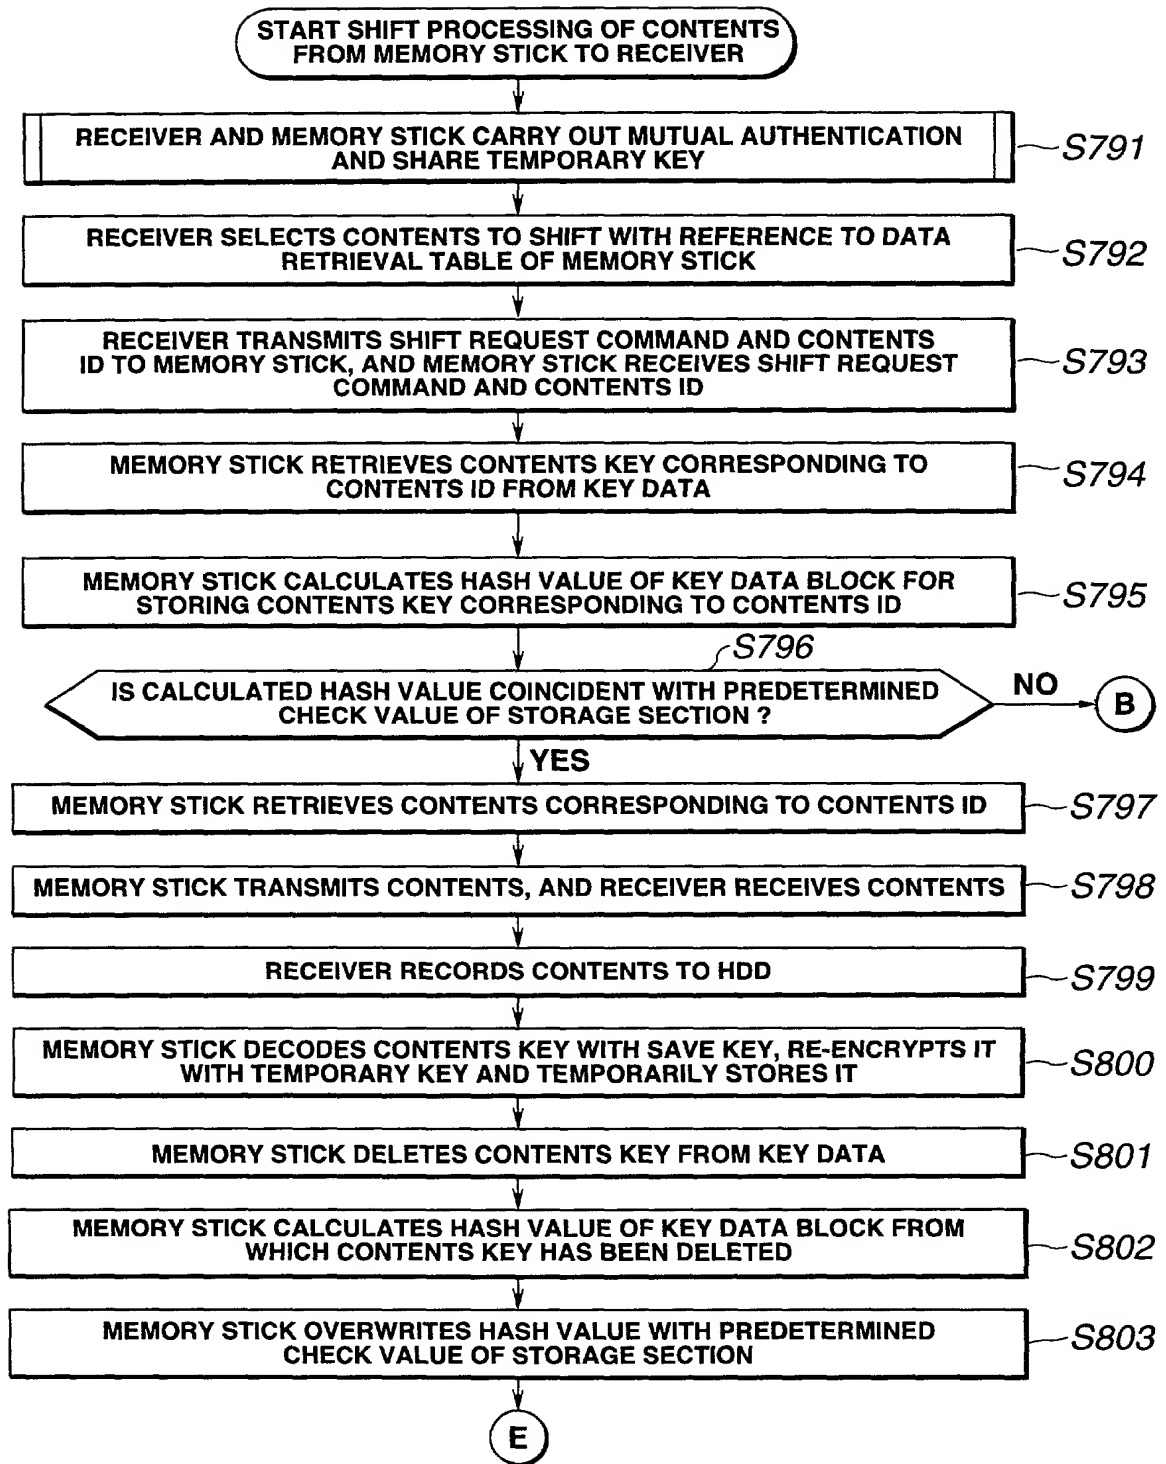 START SHIFT PROCESSING OF CONTENTS
FROM MEMORY STICK TO RECEIVER
RECEIVER AND MEMORY STICK CARRY OUT MUTUAL AUTHENTICATION
AND SHARE TEMPORARY KEY
S791
RECEIVER SELECTS CONTENTS TO SHIFT WITH REFERENCE TO DATA
RETRIEVAL TABLE OF MEMORY STICK
S792
RECEIVER TRANSMITS SHIFT REQUEST COMMAND AND CONTENTS
ID TO MEMORY STICK, AND MEMORY STICK RECEIVES SHIFT REQUEST
COMMAND AND CONTENTS ID
S793
MEMORY STICK RETRIEVES CONTENTS KEY CORRESPONDING TO
CONTENTS ID FROM KEY DATA
S794
MEMORY STICK CALCULATES HASH VALUE OF KEY DATA BLOCK FOR
STORING CONTENTS KEY CORRESPONDING TO CONTENTS ID
S795
S796
IS CALCULATED HASH VALUE COINCIDENT WITH PREDETERMINED
CHECK VALUE OF STORAGE SECTION ?
NO
B
YES
MEMORY STICK RETRIEVES CONTENTS CORRESPONDING TO CONTENTS ID
S797
MEMORY STICK TRANSMITS CONTENTS, AND RECEIVER RECEIVES CONTENTS
S798
RECEIVER RECORDS CONTENTS TO HDD
S799
MEMORY STICK DECODES CONTENTS KEY WITH SAVE KEY, RE-ENCRYPTS IT
WITH TEMPORARY KEY AND TEMPORARILY STORES IT
S800
MEMORY STICK DELETES CONTENTS KEY FROM KEY DATA
S801
MEMORY STICK CALCULATES HASH VALUE OF KEY DATA BLOCK FROM
WHICH CONTENTS KEY HAS BEEN DELETED
S802
MEMORY STICK OVERWRITES HASH VALUE WITH PREDETERMINED
CHECK VALUE OF STORAGE SECTION
S803
E